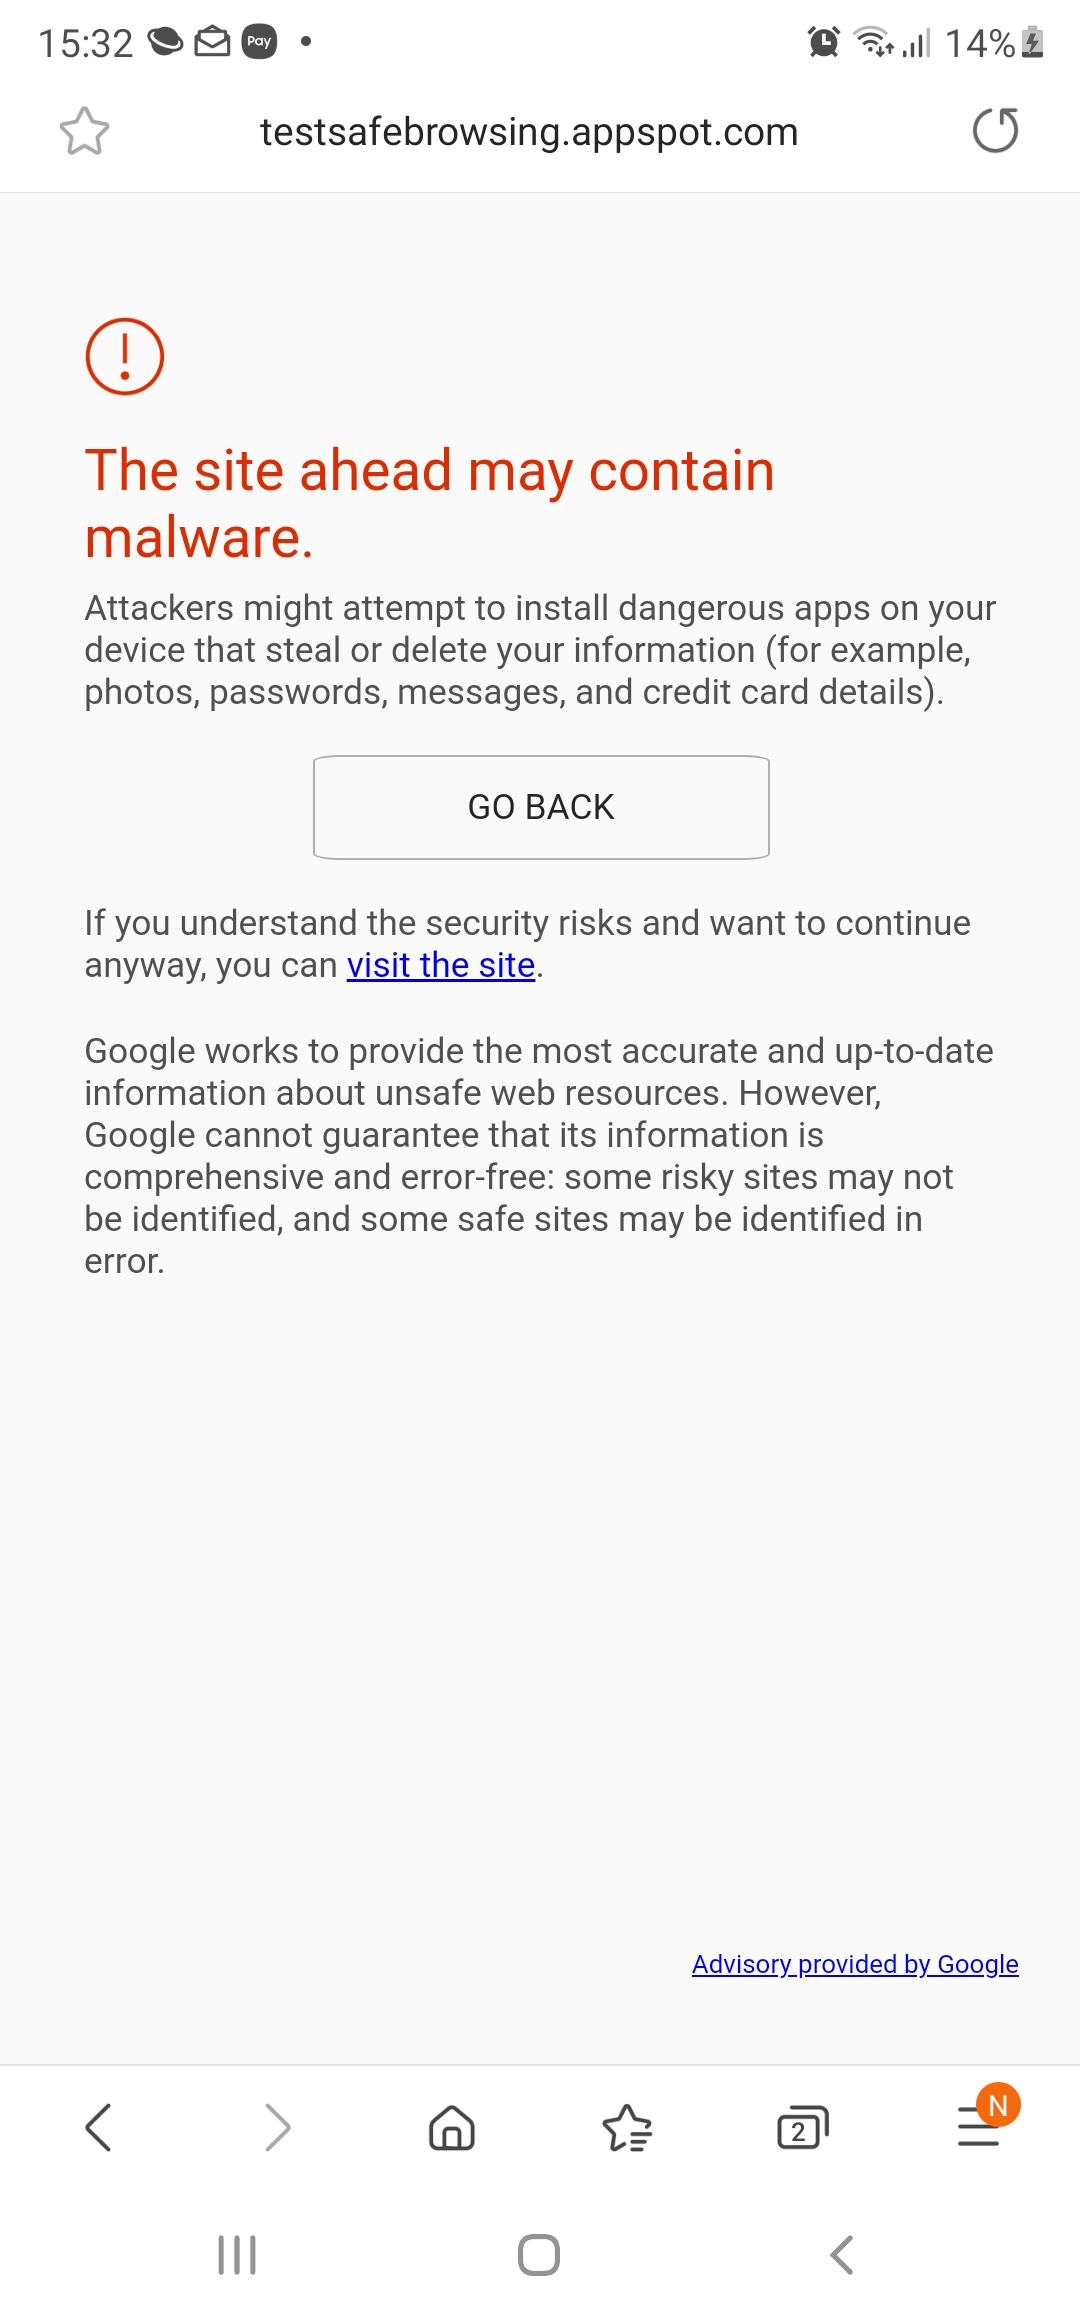 15:32 Pay 14%
testsafebrowsing.appspot.com
The site ahead may contain
malware.
Attackers might attempt to install dangerous apps on your
device that steal or delete your information (for example,
photos, passwords, messages, and credit card details).
GO BACK
If you understand the security risks and want to continue
anyway, you can visit the site.
Google works to provide the most accurate and up-to-date
information about unsafe web resources. However,
Google cannot guarantee that its information is
comprehensive and error-free: some risky sites may not
be identified, and some safe sites may be identified in
error.
Advisory provided by Google
2 N